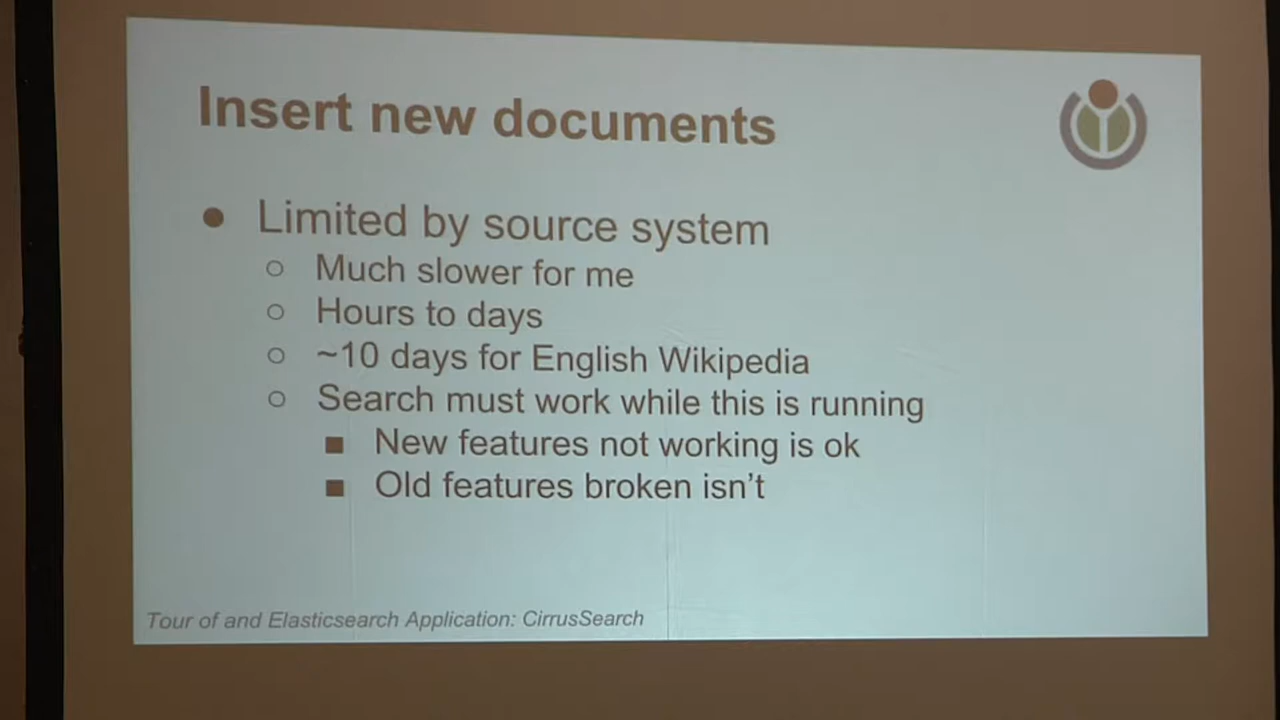 Insert new documents
● Limited by source system
○ Much slower for me
○ Hours to days
○ ~10 days for English Wikipedia
○ Search must work while this is running
■ New features not working is ok
■ Old features broken isn't
Tour of and Elasticsearch Application: CirrusSearch